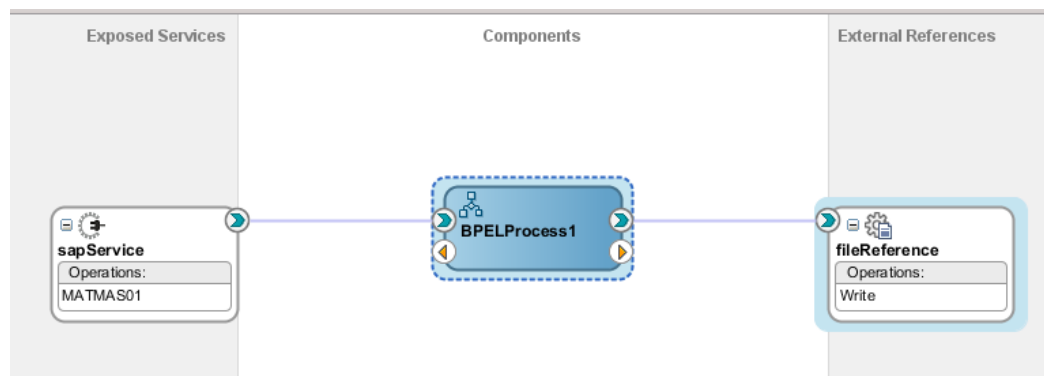 Exposed Services
Components
External References
sapService
Operations:
MATMAS01
BPELProcess1
fileReference
Operations:
Write